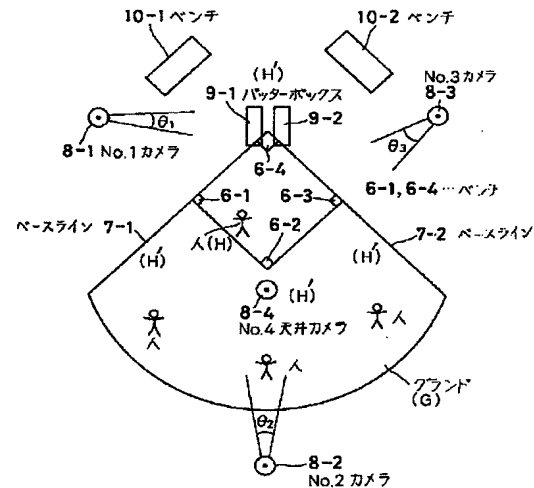 10-1 ベンチ
10-2 ベンチ
(H')
No.3 カメラ
8-3
9-1 バッターボックス
9-2
θ1
θ3
8-1 No.1 カメラ
6-4
6-1
6-3
6-1, 6-4 … ベンチ
ベースライン 7-1
7-2 ベースライン
人(H)
6-2
(H')
(H')
(H')
8-4
No.4 天井カメラ
人
人
人
グランド
(G)
θ2
8-2
No.2 カメラ